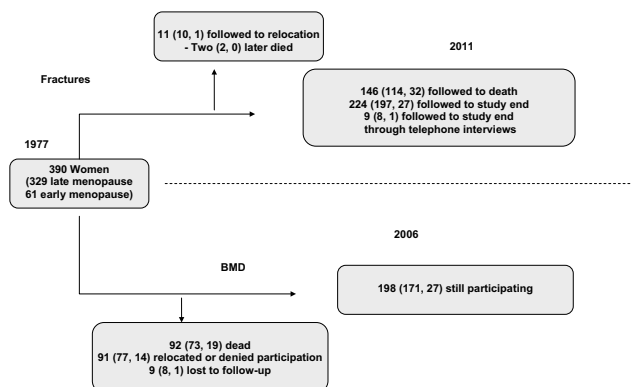 11 (10, 1) followed to relocation
- Two (2, 0) later died
2011
Fractures
146 (114, 32) followed to death
224 (197, 27) followed to study end
9 (8, 1) followed to study end
through telephone interviews
1977
390 Women
(329 late menopause
61 early menopause)
2006
BMD
198 (171, 27) still participating
92 (73, 19) dead
91 (77, 14) relocated or denied participation
9 (8, 1) lost to follow-up